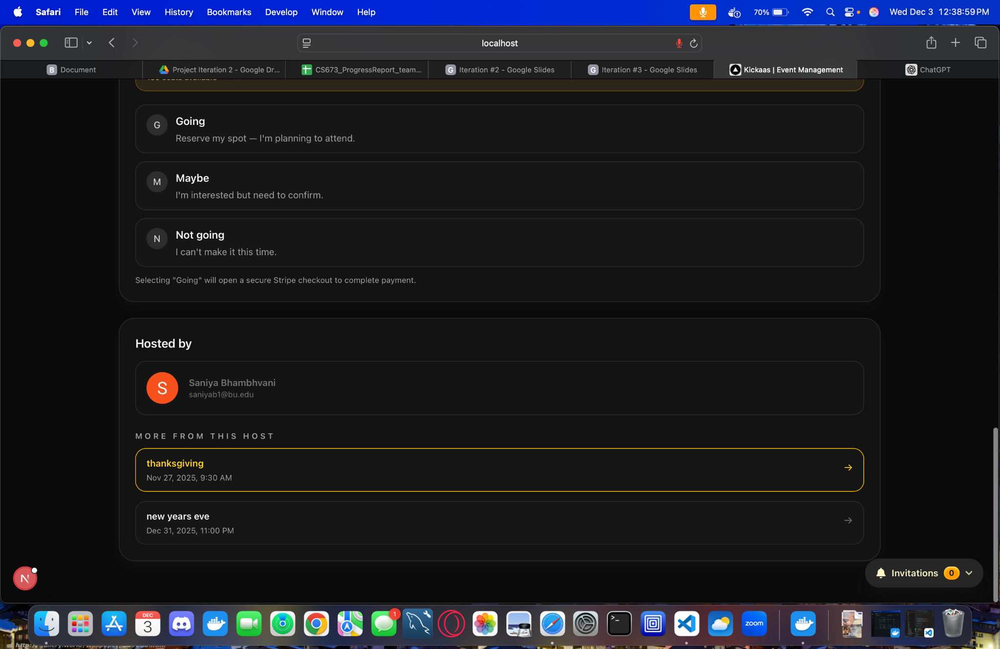 Safari File Edit View History Bookmarks Develop Window Help 70% Wed Dec 3 12:38:59 PM
localhost
B Document Project Iteration 2 - Google Dr... CS673_ProgressReport_team... G Iteration #2 - Google Slides G Iteration #3 - Google Slides Kickaas | Event Management ChatGPT
seats available
G Going
Reserve my spot — I'm planning to attend.
M Maybe
I'm interested but need to confirm.
N Not going
I can't make it this time.
Selecting "Going" will open a secure Stripe checkout to complete payment.
Hosted by
S Saniya Bhambhvani
saniyab1@bu.edu
MORE FROM THIS HOST
thanksgiving
Nov 27, 2025, 9:30 AM
new years eve
Dec 31, 2025, 11:00 PM
N
Invitations 0
DEC
3
1
zoom